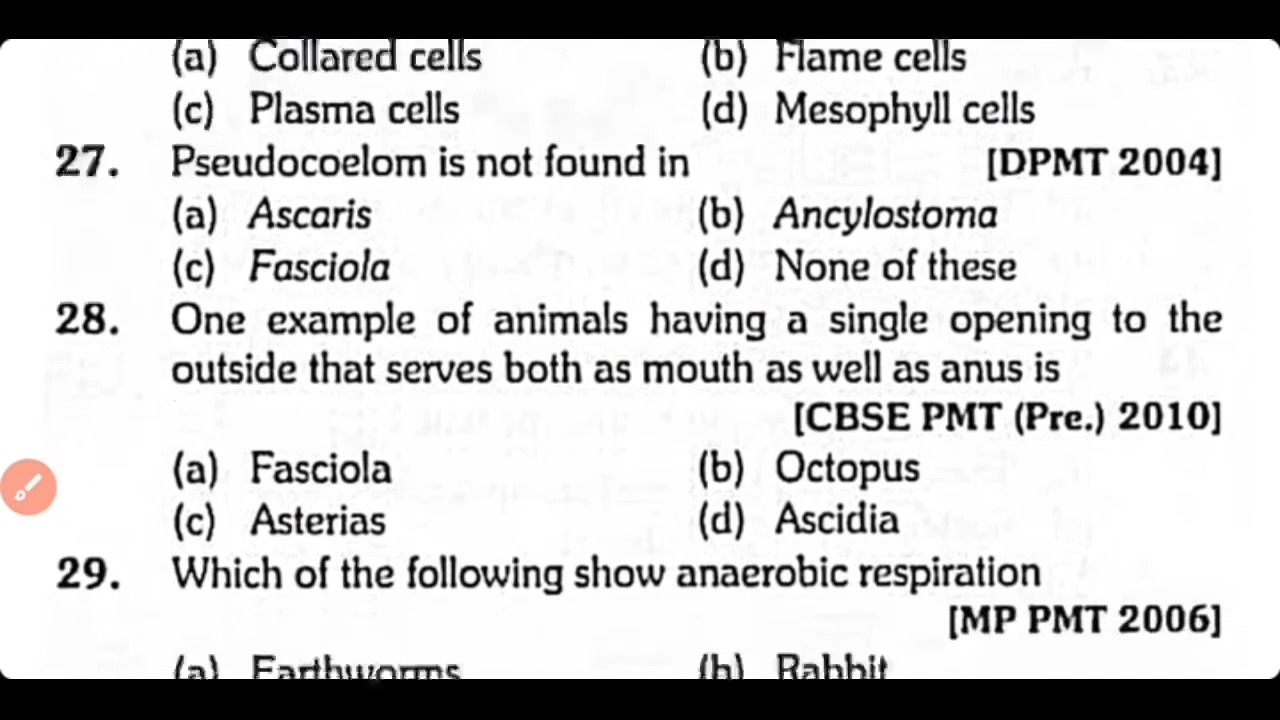 (a) Collared cells (b) Flame cells
(c) Plasma cells (d) Mesophyll cells
27. Pseudocoelom is not found in [DPMT 2004]
(a) Ascaris (b) Ancylostoma
(c) Fasciola (d) None of these
28. One example of animals having a single opening to the
outside that serves both as mouth as well as anus is
[CBSE PMT (Pre.) 2010]
(a) Fasciola (b) Octopus
(c) Asterias (d) Ascidia
29. Which of the following show anaerobic respiration
[MP PMT 2006]
(a) Earthworms (b) Rabbit